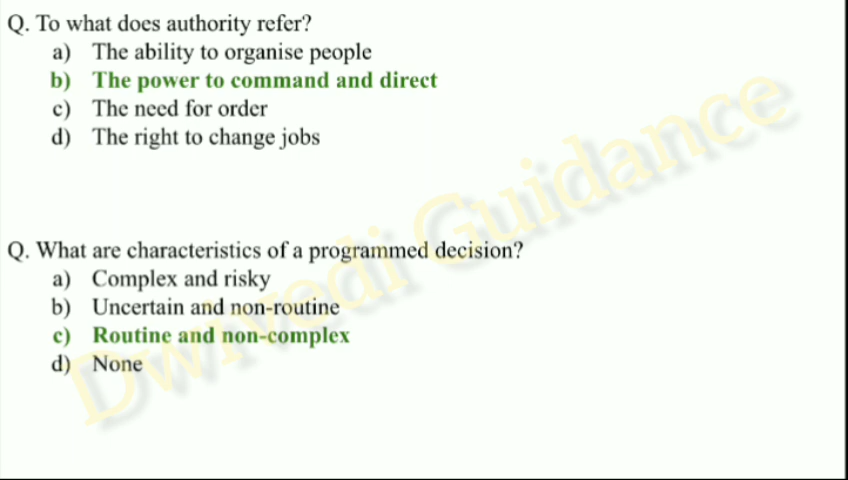 Q. To what does authority refer?
a) The ability to organise people
b) The power to command and direct
c) The need for order
d) The right to change jobs
Q. What are characteristics of a programmed decision?
a) Complex and risky
b) Uncertain and non-routine
c) Routine and non-complex
d) None
Dwivedi Guidance